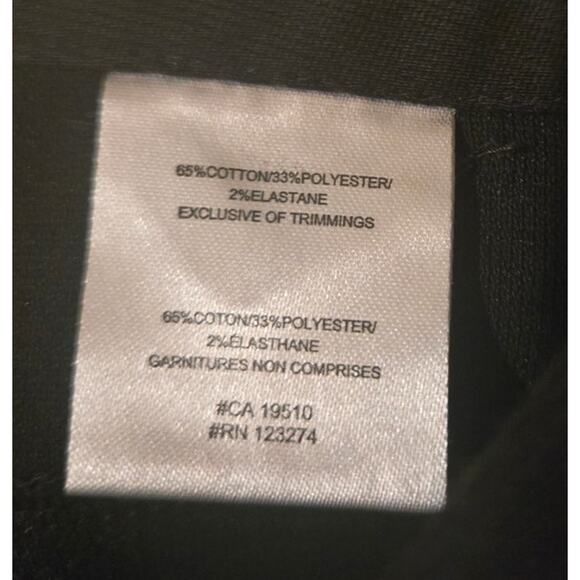 65%COTTON/33%POLYESTER/
2%ELASTANE
EXCLUSIVE OF TRIMMINGS
65%COTON/33%POLYESTER/
2%ÉLASTHANE
GARNITURES NON COMPRISES
#CA 19510
#RN 123274